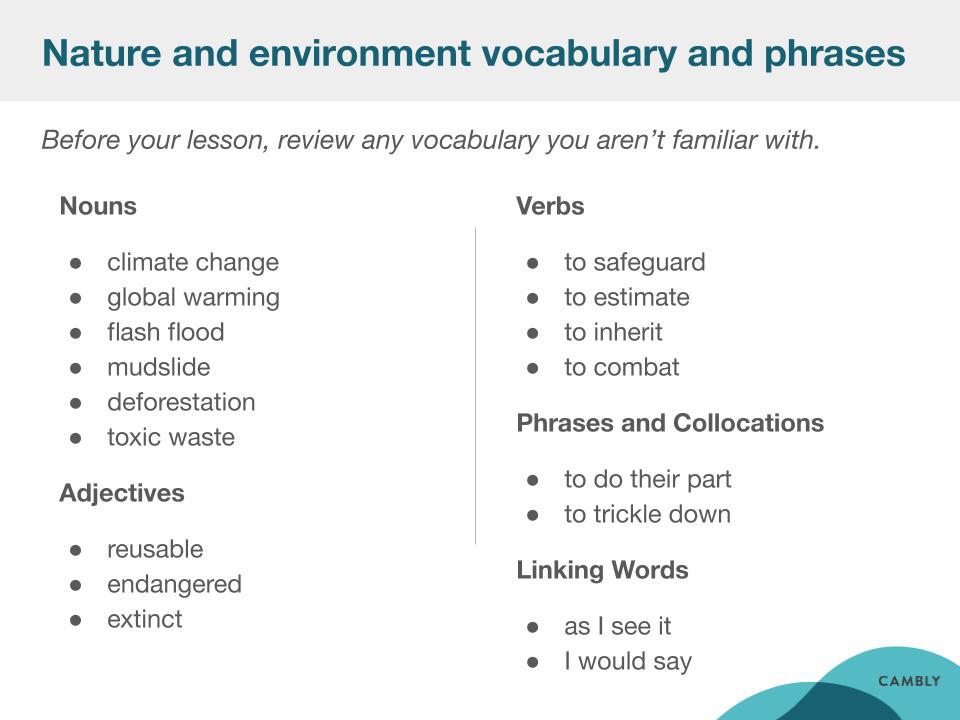 Nature and environment vocabulary and phrases
Before your lesson, review any vocabulary you aren’t familiar with.
Nouns
● climate change
● global warming
● flash flood
● mudslide
● deforestation
● toxic waste
Adjectives
● reusable
● endangered
● extinct
Verbs
● to safeguard
● to estimate
● to inherit
● to combat
Phrases and Collocations
● to do their part
● to trickle down
Linking Words
● as I see it
● I would say
CAMBLY